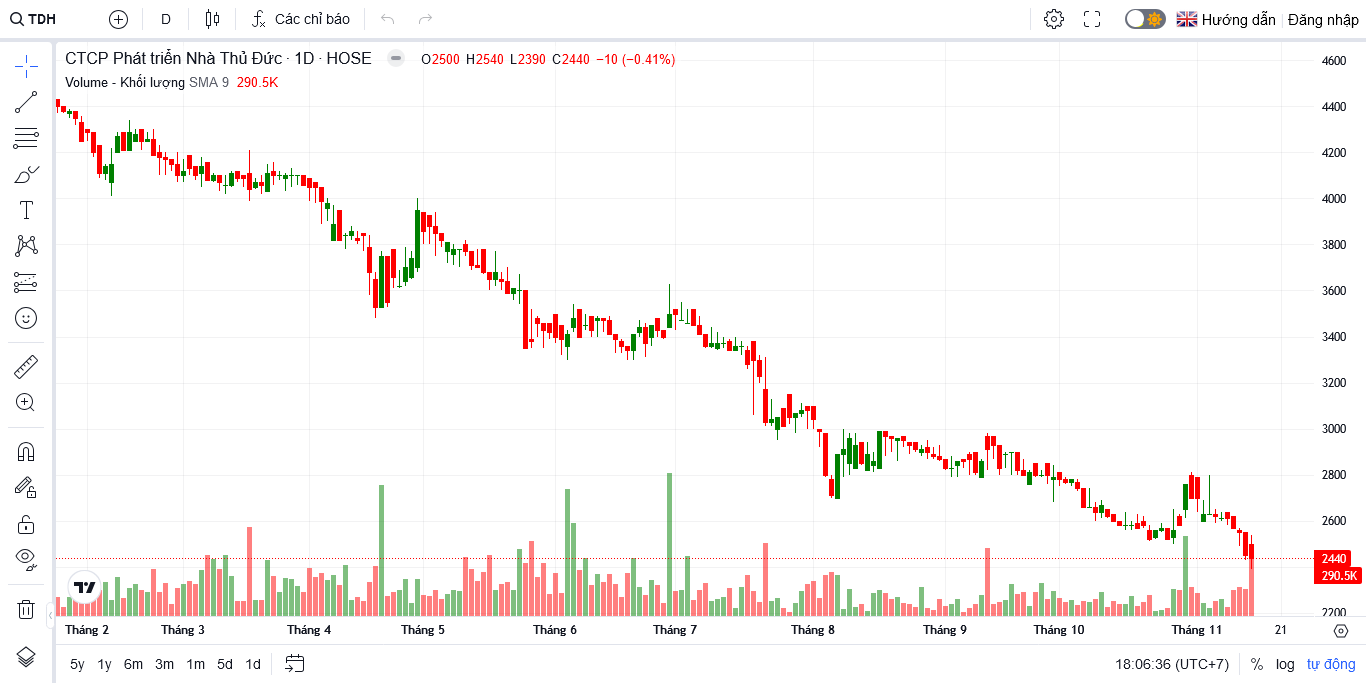 TDH D Các chỉ báo Hướng dẫn Đăng nhập
CTCP Phát triển Nhà Thủ Đức · 1D · HOSE O2500 H2540 L2390 C2440 −10 (−0.41%)
Volume - Khối lượng SMA 9 290.5K
4600
4400
4200
4000
3800
3600
3400
3200
3000
2800
2600
2440
290.5K
2200
Tháng 2 Tháng 3 Tháng 4 Tháng 5 Tháng 6 Tháng 7 Tháng 8 Tháng 9 Tháng 10 Tháng 11 21
5y 1y 6m 3m 1m 5d 1d 18:06:36 (UTC+7) % log tự động